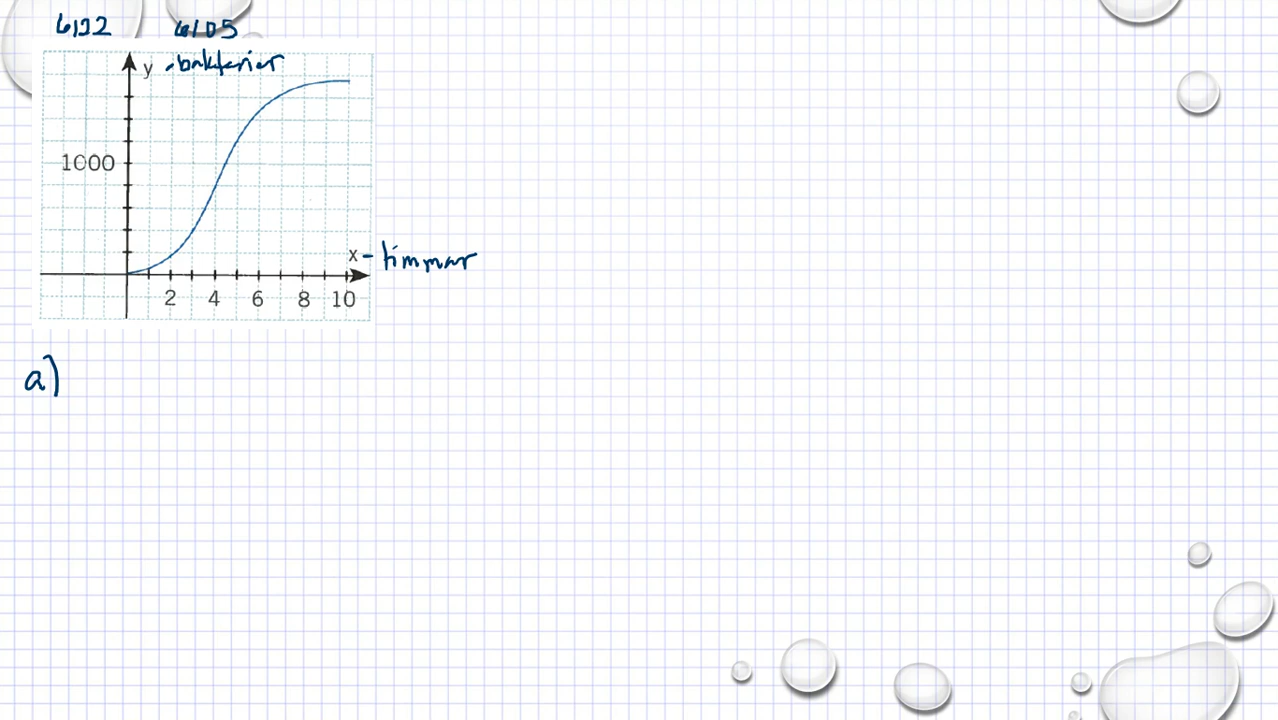 6132 6105
y - bakterier
1000
x - timmar
2 4 6 8 10
a)